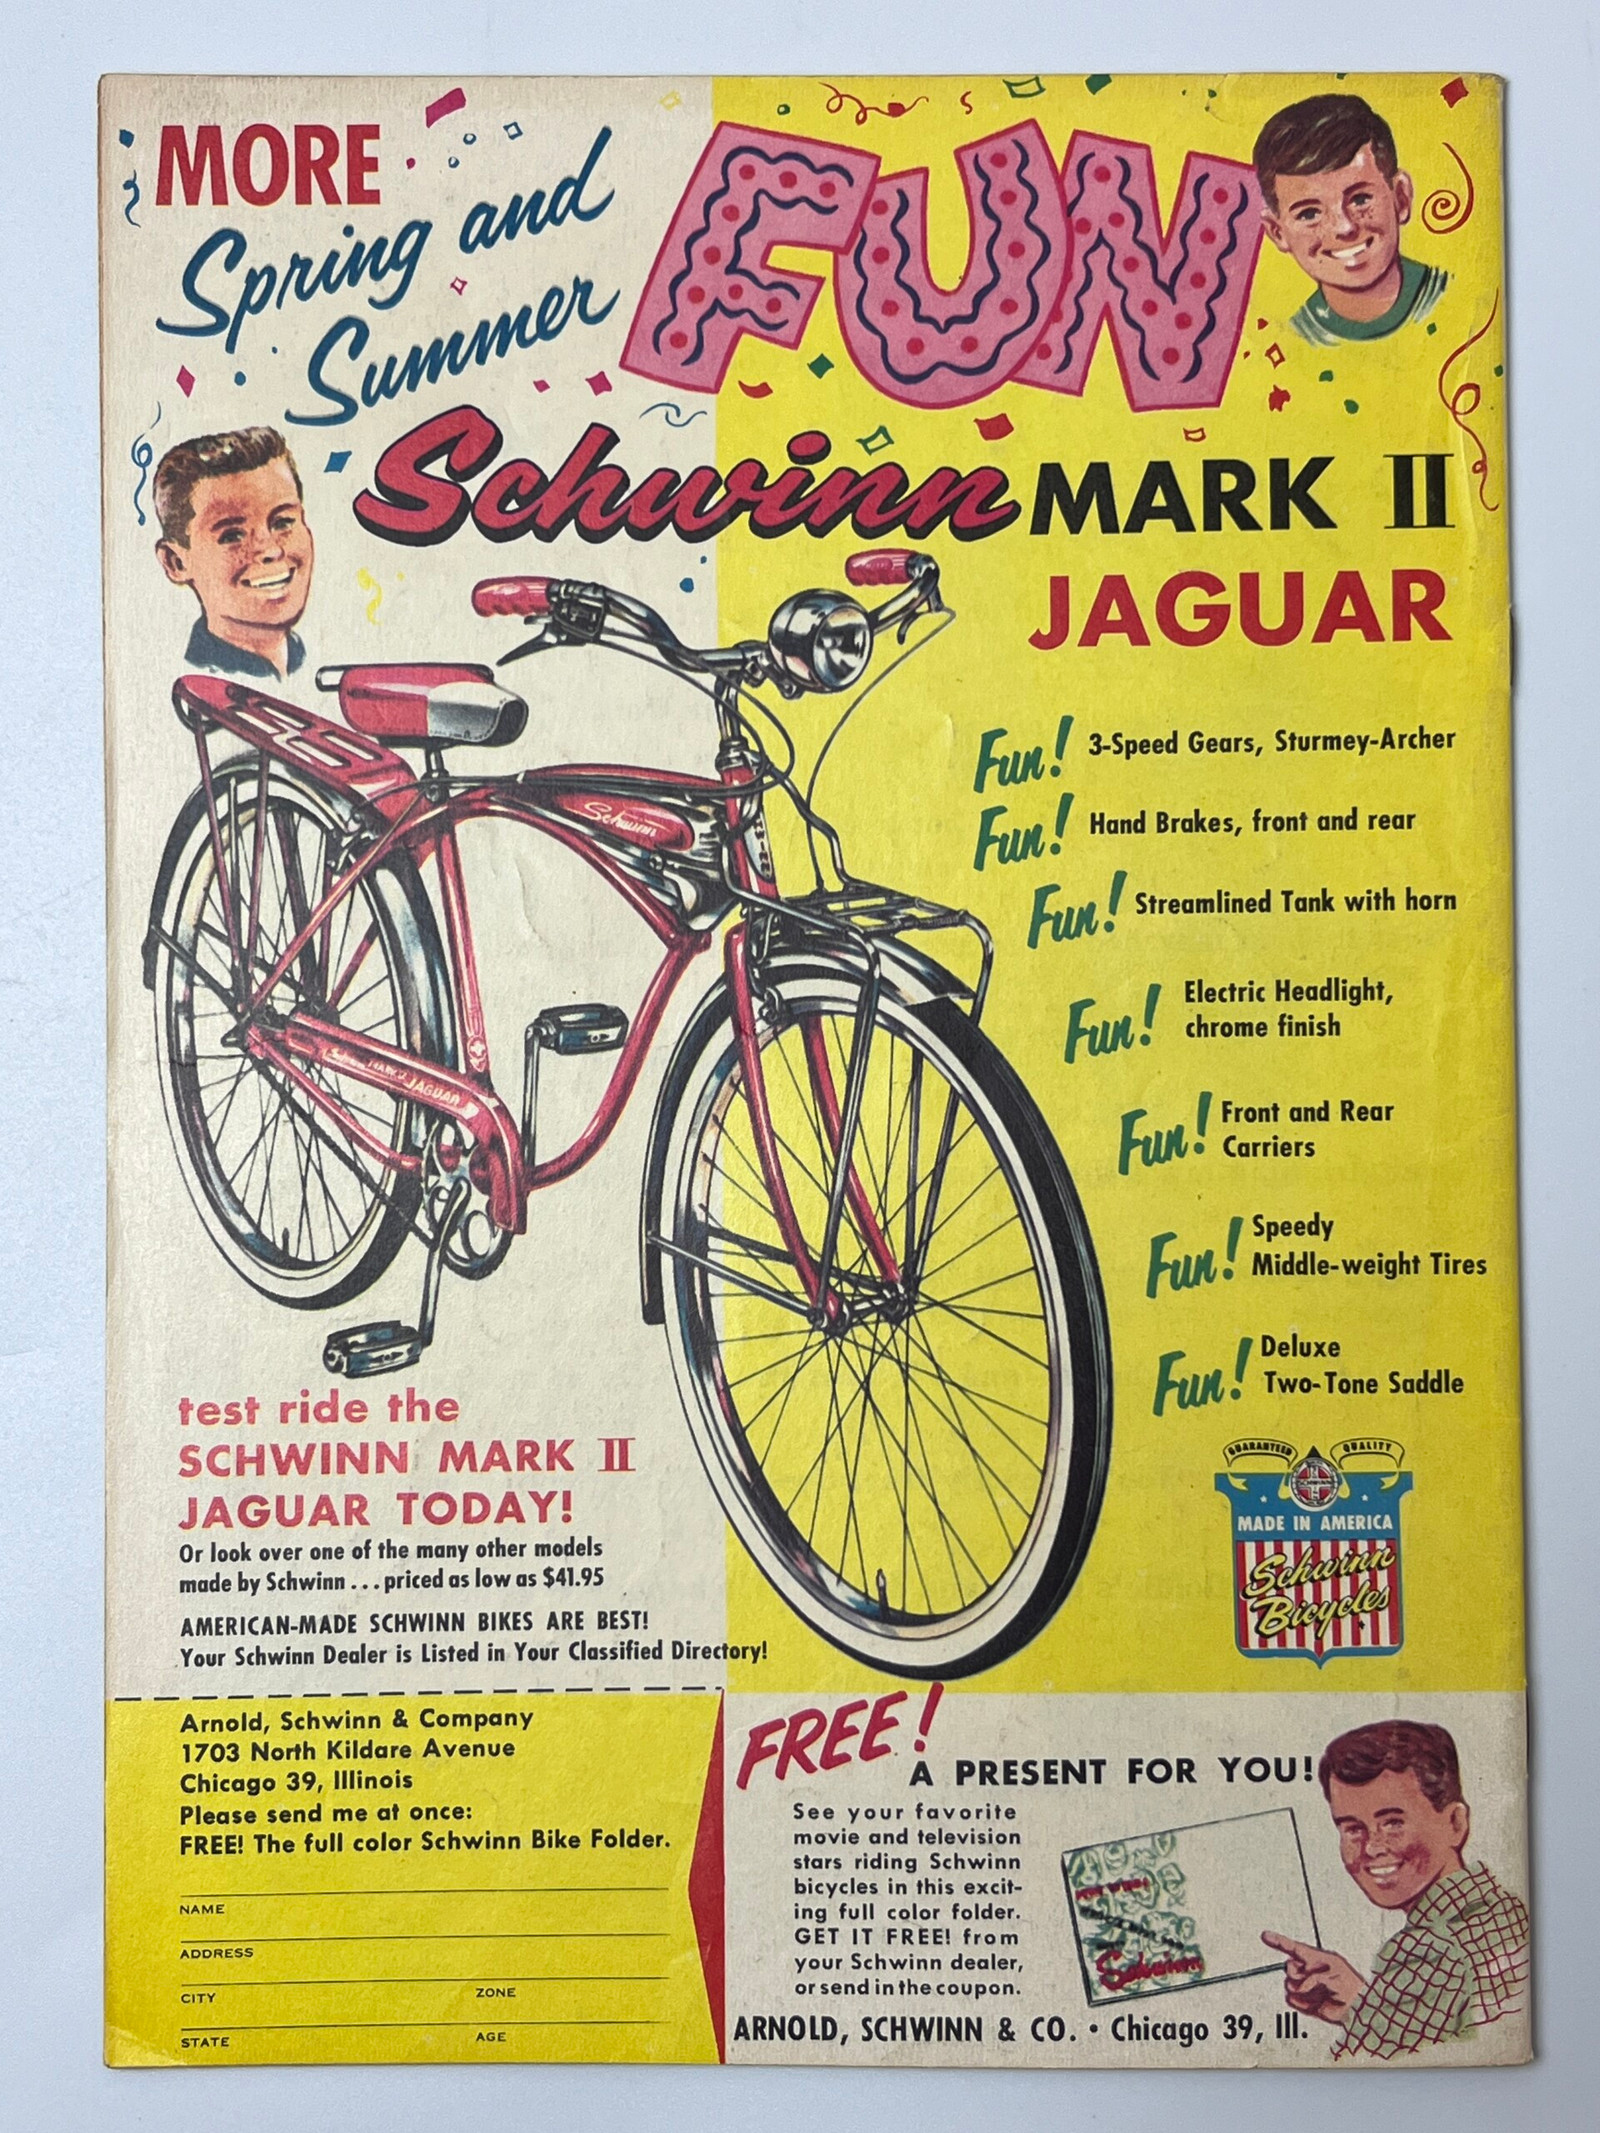 MORE
Spring and
Summer
FUN
Schwinn MARK II
JAGUAR
Schwinn
MARK 2 JAGUAR
Fun! 3-Speed Gears, Sturmey-Archer
Fun! Hand Brakes, front and rear
Fun! Streamlined Tank with horn
Fun! Electric Headlight,
chrome finish
Fun! Front and Rear
Carriers
Fun! Speedy
Middle-weight Tires
Fun! Deluxe
Two-Tone Saddle
GUARANTEED QUALITY
SCHWINN
MADE IN AMERICA
Schwinn
Bicycles
test ride the
SCHWINN MARK II
JAGUAR TODAY!
Or look over one of the many other models
made by Schwinn ... priced as low as $41.95
AMERICAN-MADE SCHWINN BIKES ARE BEST!
Your Schwinn Dealer is Listed in Your Classified Directory!
Arnold, Schwinn & Company
1703 North Kildare Avenue
Chicago 39, Illinois
Please send me at once:
FREE! The full color Schwinn Bike Folder.
NAME
ADDRESS
CITY ZONE
STATE AGE
FREE!
A PRESENT FOR YOU!
See your favorite
movie and television
stars riding Schwinn
bicycles in this excit-
ing full color folder.
GET IT FREE! from
your Schwinn dealer,
or send in the coupon.
Schwinn
ARNOLD, SCHWINN & CO. • Chicago 39, Ill.